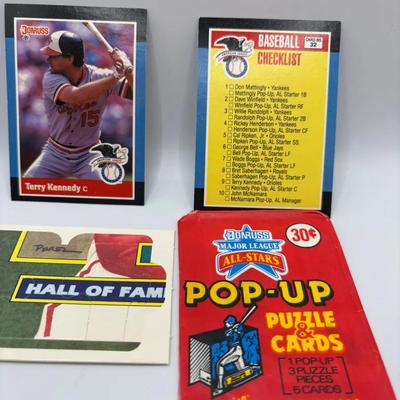 DONRUSS
15
AMERICAN LEAGUE
Terry Kennedy C
BASEBALL
CARD NO.
32
CHECKLIST
1 Don Mattingly • Yankees
Mattingly Pop-Up, AL Starter 1B
2 Dave Winfield • Yankees
Winfield Pop-Up, AL Starter RF
3 Willie Randolph • Yankees
Randolph Pop-Up, AL Starter 2B
4 Rickey Henderson • Yankees
Henderson Pop-Up, AL Starter CF
5 Cal Ripken, Jr. • Orioles
Ripken Pop-Up, AL Starter SS
6 George Bell • Blue Jays
Bell Pop-Up, AL Starter LF
7 Wade Boggs • Red Sox
Boggs Pop-Up, AL Starter 3B
8 Bret Saberhagen • Royals
Saberhagen Pop-Up, AL Starter P
9 Terry Kennedy • Orioles
Kennedy Pop-Up, AL Starter C
10 John McNamara
McNamara Pop-Up, AL Manager
PEREZ
HALL OF FAM
30¢
DONRUSS
MAJOR LEAGUE
ALL-STARS
POP-UP
PUZZLE
& CARDS
1 POP-UP
3 PUZZLE
PIECES
5 CARDS